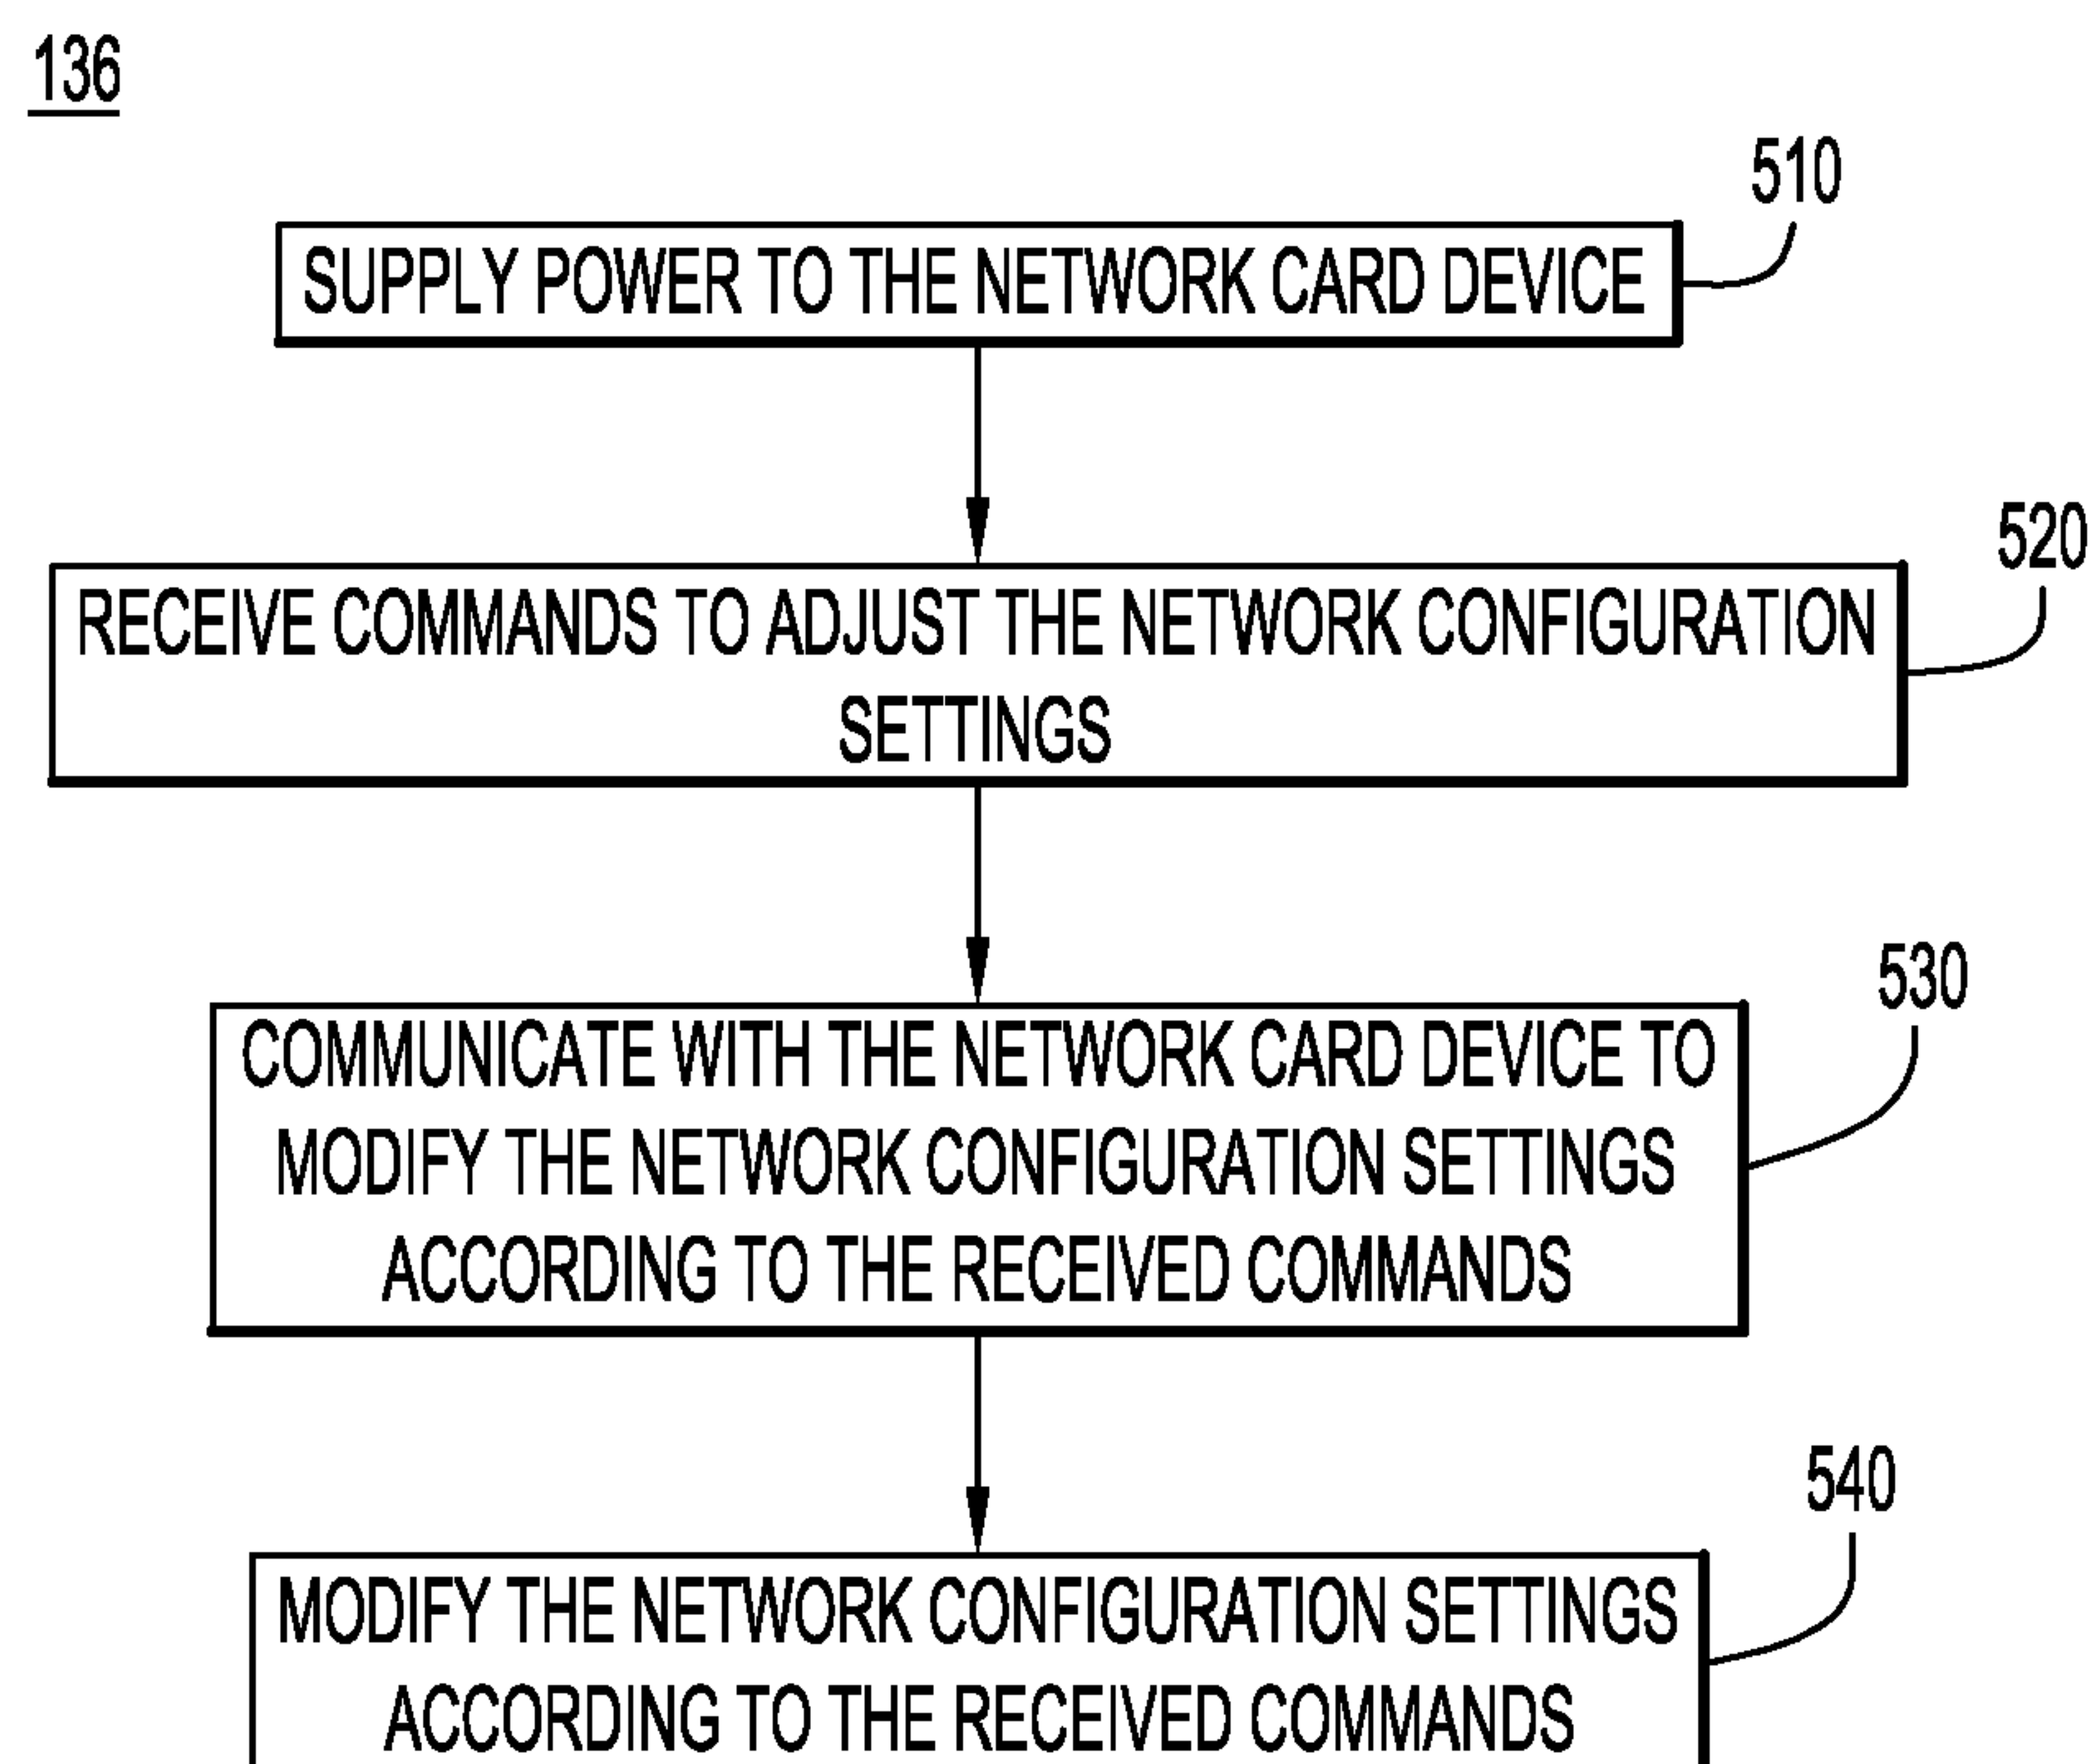 136
510
SUPPLY POWER TO THE NETWORK CARD DEVICE
520
RECEIVE COMMANDS TO ADJUST THE NETWORK CONFIGURATION
SETTINGS
530
COMMUNICATE WITH THE NETWORK CARD DEVICE TO
MODIFY THE NETWORK CONFIGURATION SETTINGS
ACCORDING TO THE RECEIVED COMMANDS
540
MODIFY THE NETWORK CONFIGURATION SETTINGS
ACCORDING TO THE RECEIVED COMMANDS